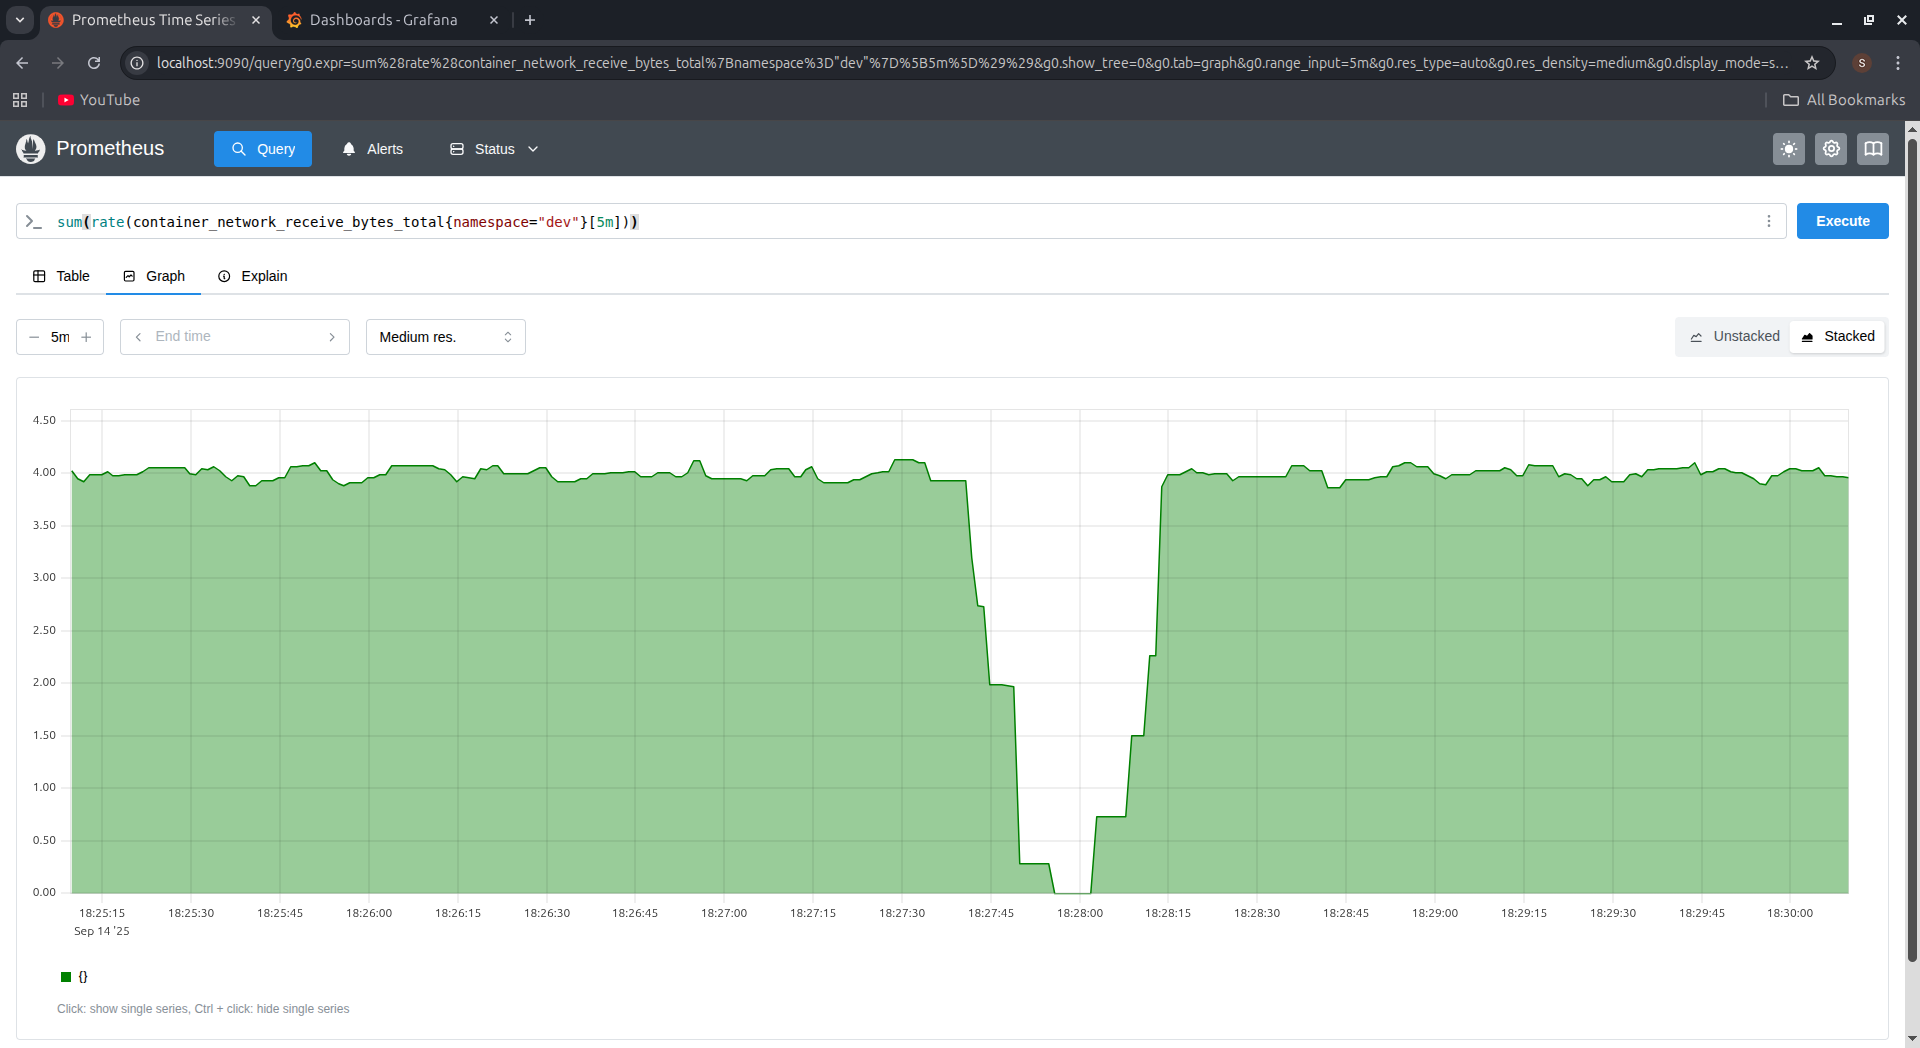 Prometheus Time Series
Dashboards - Grafana
localhost:9090/query?g0.expr=sum%28rate%28container_network_receive_bytes_total%7Bnamespace%3D"dev"%7D%5B5m%5D%29%29&g0.show_tree=0&g0.tab=graph&g0.range_input=5m&g0.res_type=auto&g0.res_density=medium&g0.display_mode=s...
S
YouTube
All Bookmarks
Prometheus
Query
Alerts
Status
>_ sum(rate(container_network_receive_bytes_total{namespace="dev"}[5m]))
Execute
Table
Graph
Explain
5m
End time
Medium res.
Unstacked
Stacked
4.50
4.00
3.50
3.00
2.50
2.00
1.50
1.00
0.50
0.00
18:25:15 18:25:30 18:25:45 18:26:00 18:26:15 18:26:30 18:26:45 18:27:00 18:27:15 18:27:30 18:27:45 18:28:00 18:28:15 18:28:30 18:28:45 18:29:00 18:29:15 18:29:30 18:29:45 18:30:00
Sep 14 '25
{}
Click: show single series, Ctrl + click: hide single series